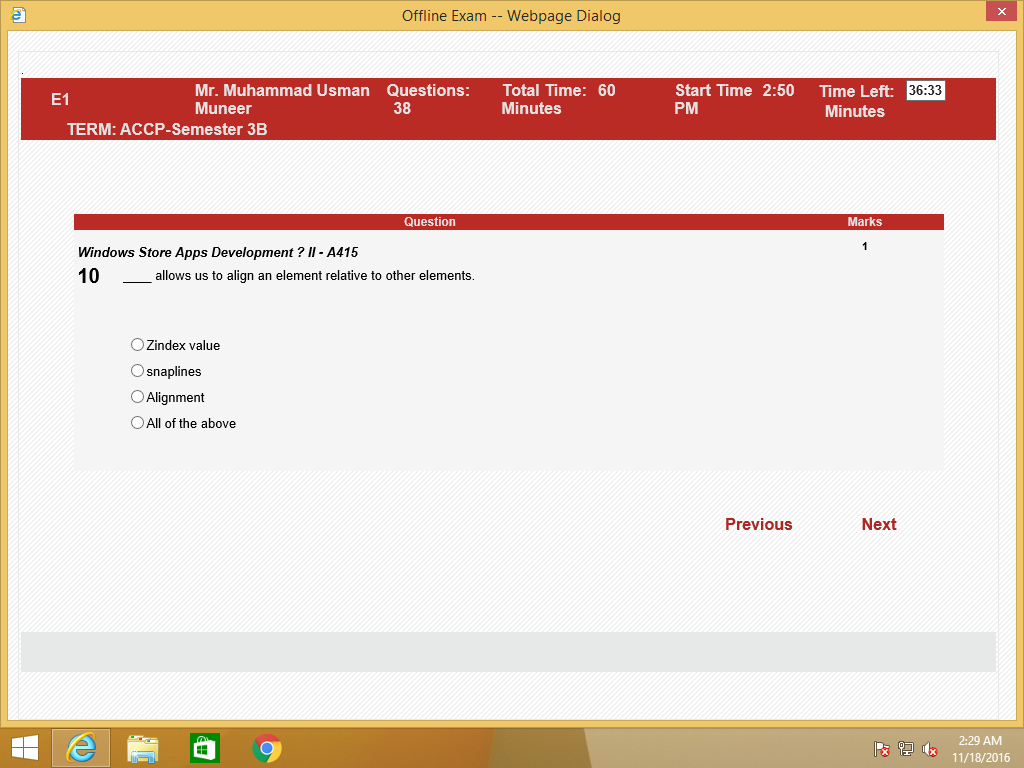 Offline Exam -- Webpage Dialog
.
E1
Mr. Muhammad Usman
Muneer
Questions:
38
Total Time: 60
Minutes
Start Time 2:50
PM
Time Left: 36:33
Minutes
TERM: ACCP-Semester 3B
Question
Marks
Windows Store Apps Development ? II - A415
1
10 ____ allows us to align an element relative to other elements.
Zindex value
snaplines
Alignment
All of the above
Previous
Next
2:29 AM
11/18/2016